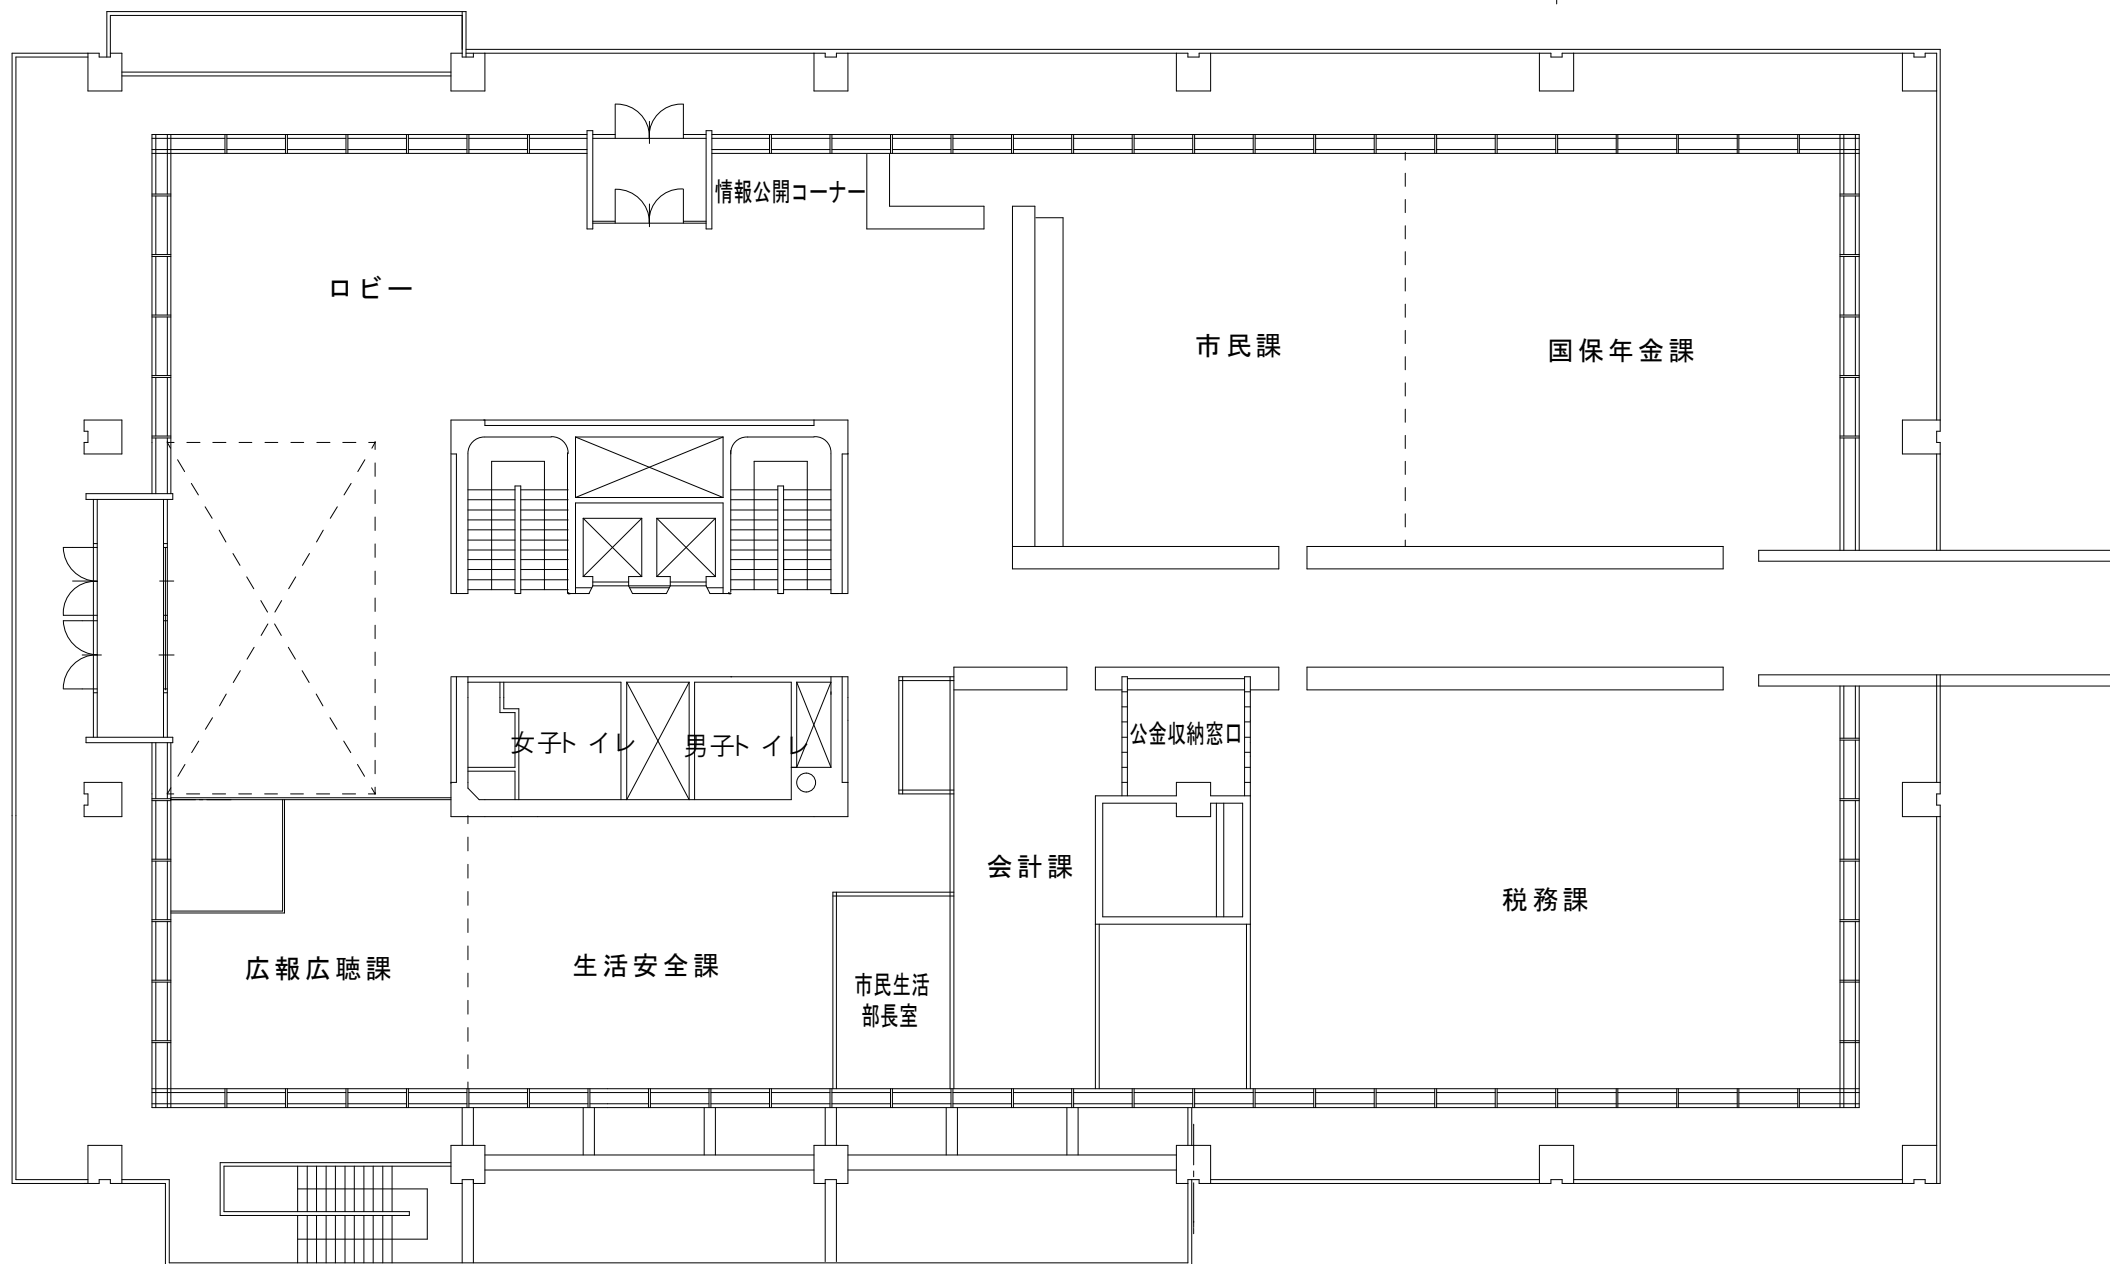 情報公開コーナー
ロビー
市民課
国保年金課
女子トイレ
男子トイレ
公金収納窓口
会計課
税務課
広報広聴課
生活安全課
市民生活
部長室